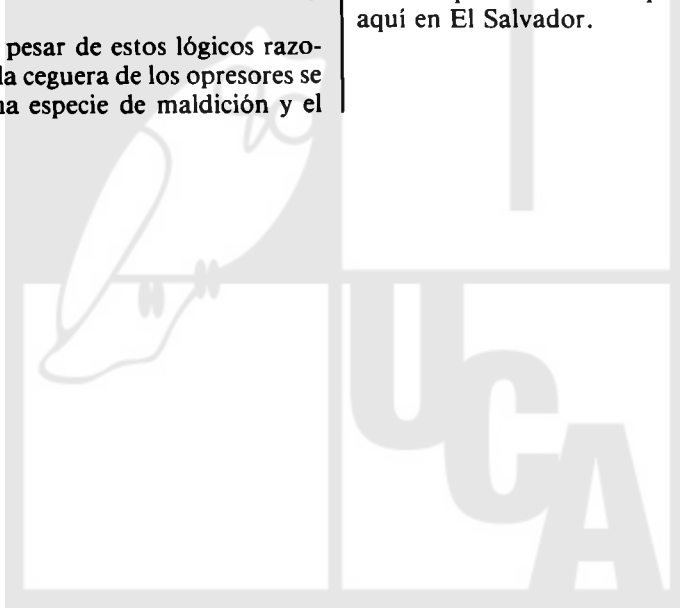 pesar de estos lógicos razo-
la ceguera de los opresores se
na especie de maldición y el
aquí en El Salvador.
UCA